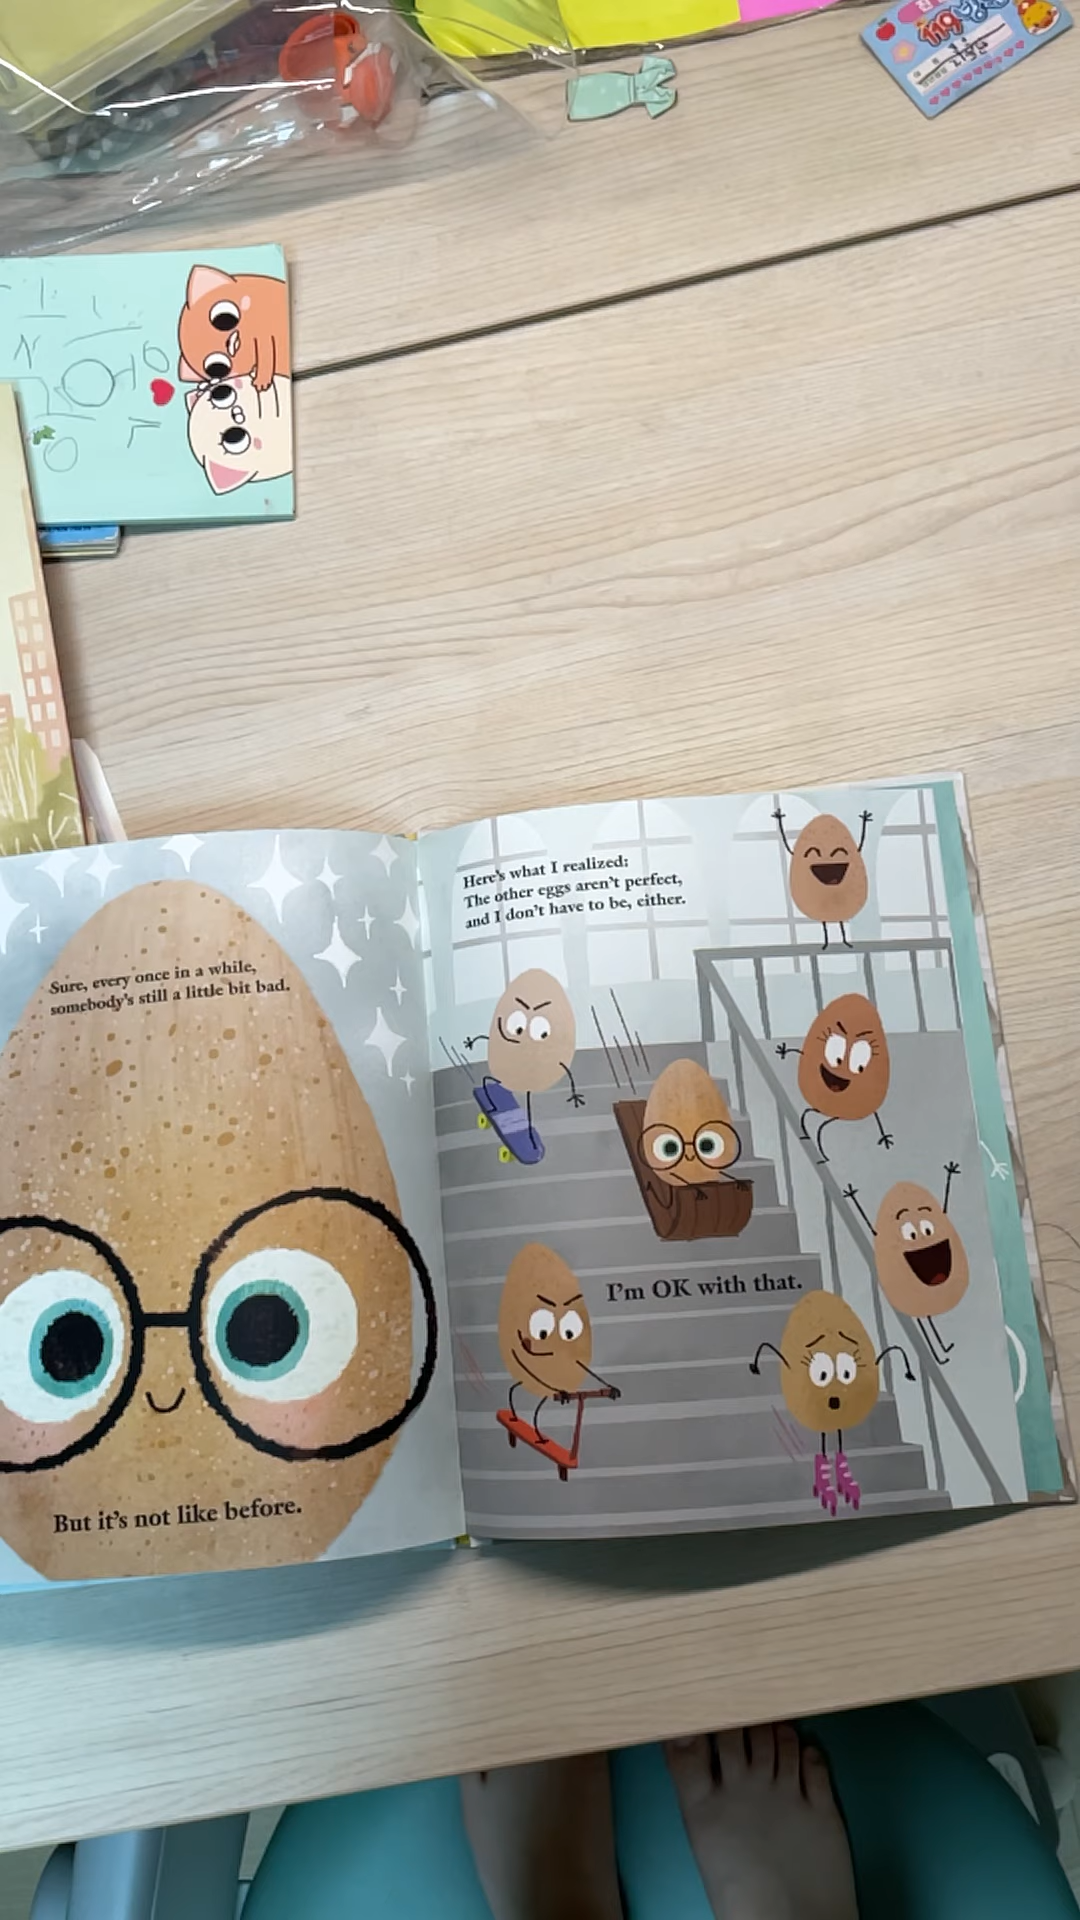 119
Sure, every once in a while,
somebody's still a little bit bad.
But it's not like before.
Here's what I realized:
The other eggs aren't perfect,
and I don't have to be, either.
I'm OK with that.